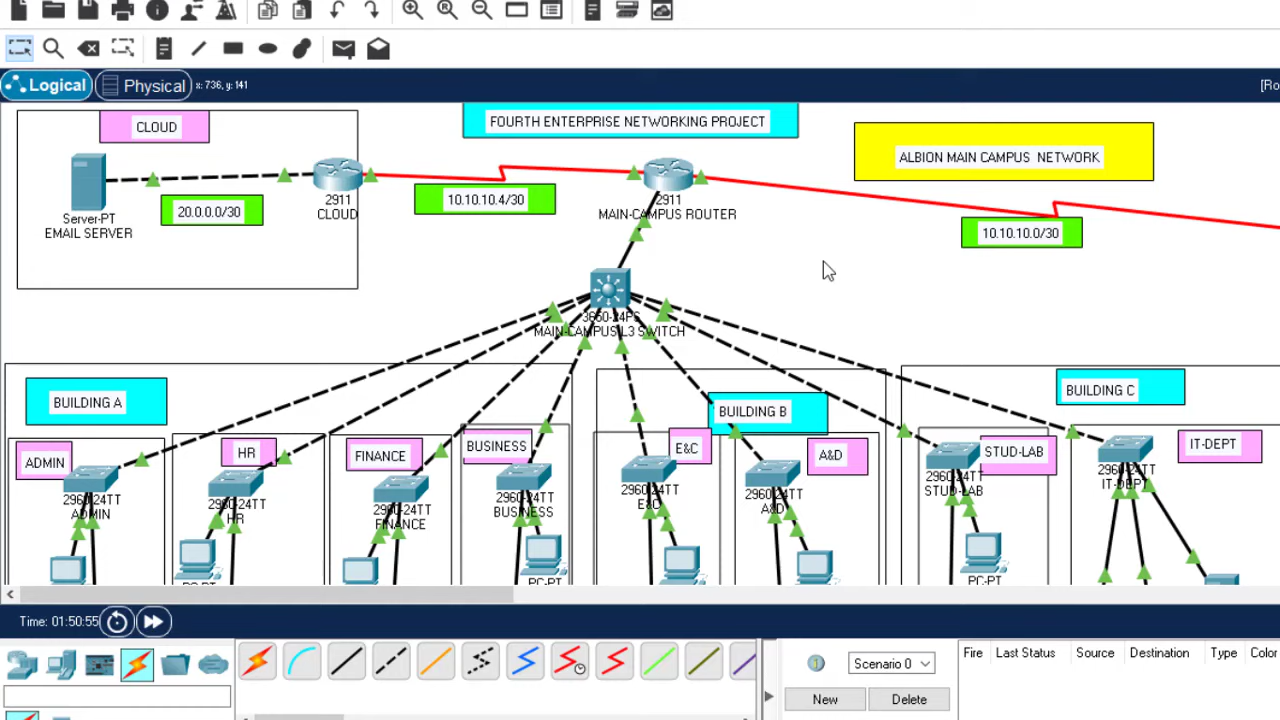 Logical
Physical
x: 736, y: 141
[Ro
CLOUD
FOURTH ENTERPRISE NETWORKING PROJECT
ALBION MAIN CAMPUS NETWORK
Server-PT
EMAIL SERVER
20.0.0.0/30
2911
CLOUD
10.10.10.4/30
2911
MAIN-CAMPUS ROUTER
10.10.10.0/30
3650-24PS
MAIN-CAMPUS L3 SWITCH
BUILDING A
BUILDING B
BUILDING C
ADMIN
HR
FINANCE
BUSINESS
E&C
A&D
STUD-LAB
IT-DEPT
2960-24TT
ADMIN
2960-24TT
HR
2960-24TT
FINANCE
2960-24TT
BUSINESS
2960-24TT
E&C
2960-24TT
A&D
2960-24TT
STUD-LAB
2960-24TT
IT-DEPT
PC-PT
PC-PT
PC-PT
Time: 01:50:55
Scenario 0
New
Delete
Fire
Last Status
Source
Destination
Type
Color